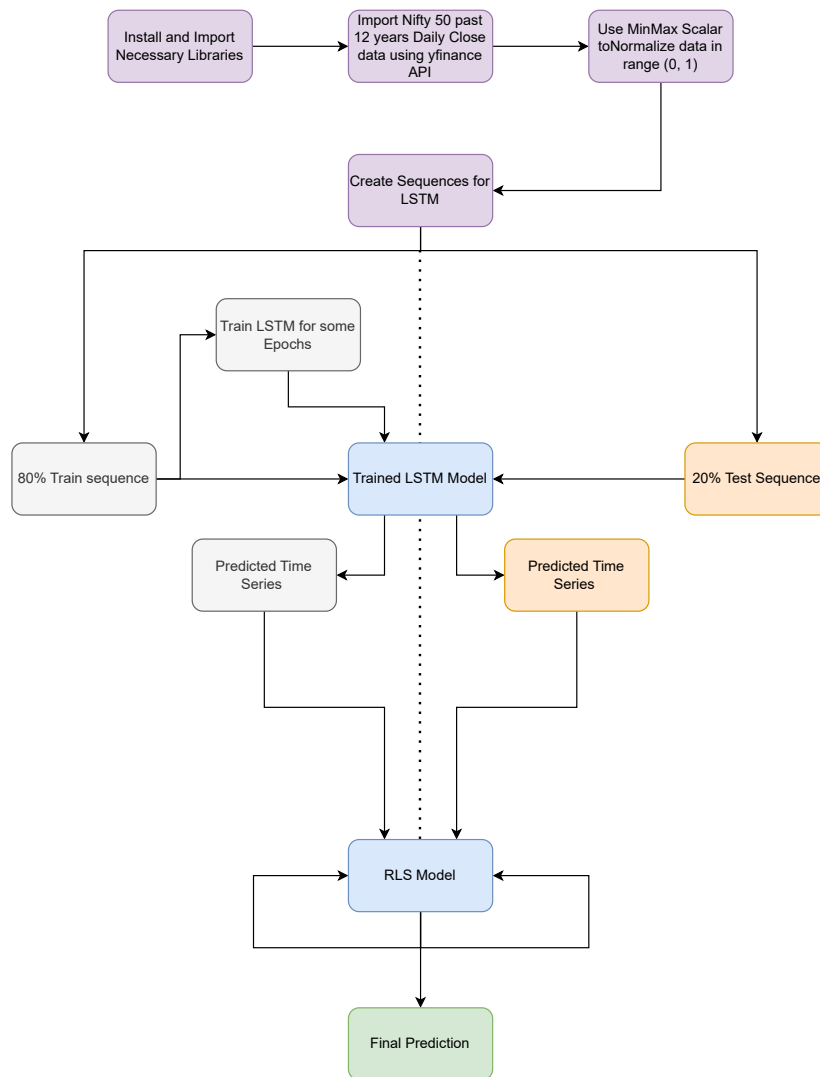 Install and Import
Necessary Libraries
Import Nifty 50 past
12 years Daily Close
data using yfinance
API
Use MinMax Scalar
toNormalize data in
range (0, 1)
Create Sequences for
LSTM
Train LSTM for some
Epochs
80% Train sequence
Trained LSTM Model
20% Test Sequence
Predicted Time
Series
Predicted Time
Series
RLS Model
Final Prediction